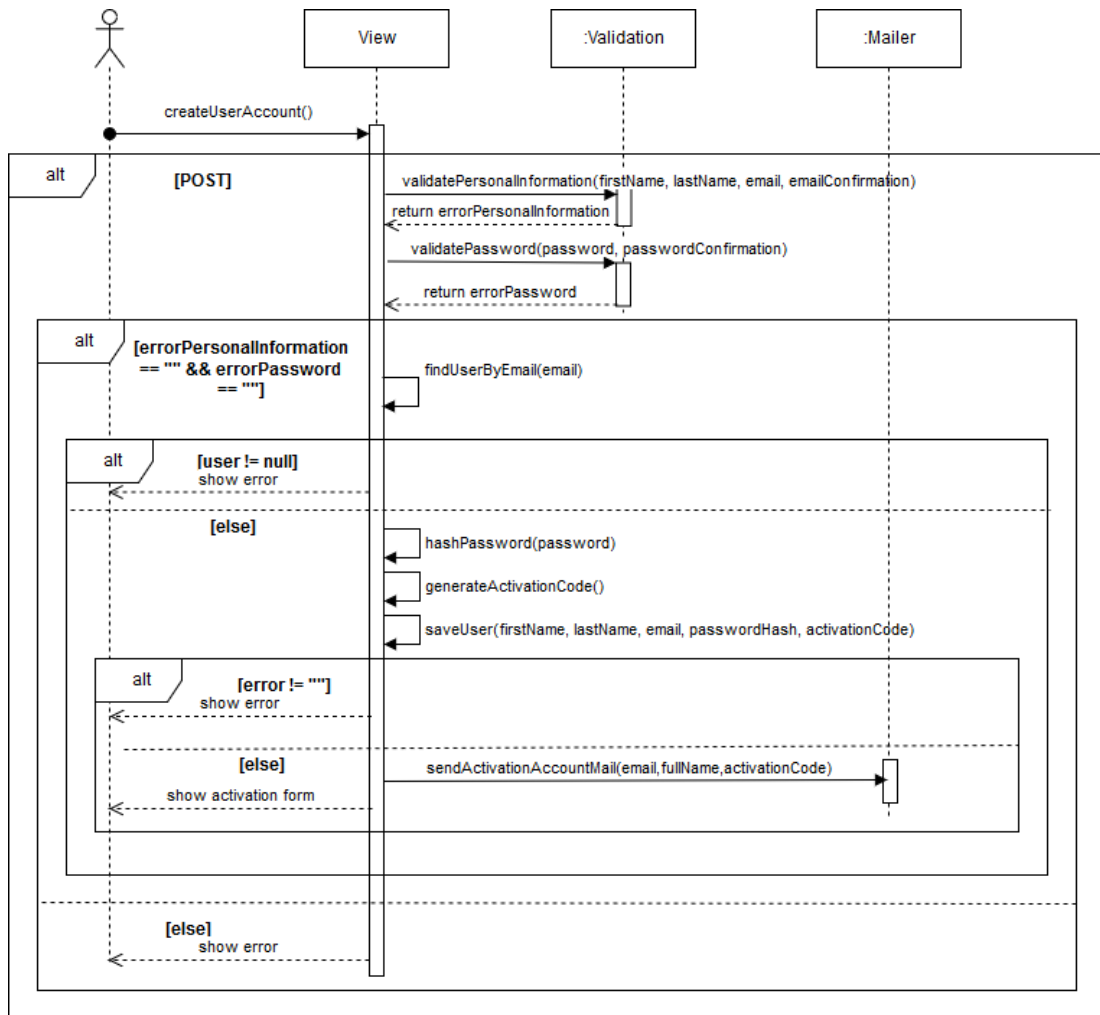 View
:Validation
:Mailer
createUserAccount()
alt
[POST]
validatePersonalInformation(firstName, lastName, email, emailConfirmation)
return errorPersonalInformation
validatePassword(password, passwordConfirmation)
return errorPassword
alt
[errorPersonalInformation
== "" && errorPassword
== ""]
findUserByEmail(email)
alt
[user != null]
show error
[else]
hashPassword(password)
generateActivationCode()
saveUser(firstName, lastName, email, passwordHash, activationCode)
alt
[error != ""]
show error
[else]
sendActivationAccountMail(email,fullName,activationCode)
show activation form
[else]
show error